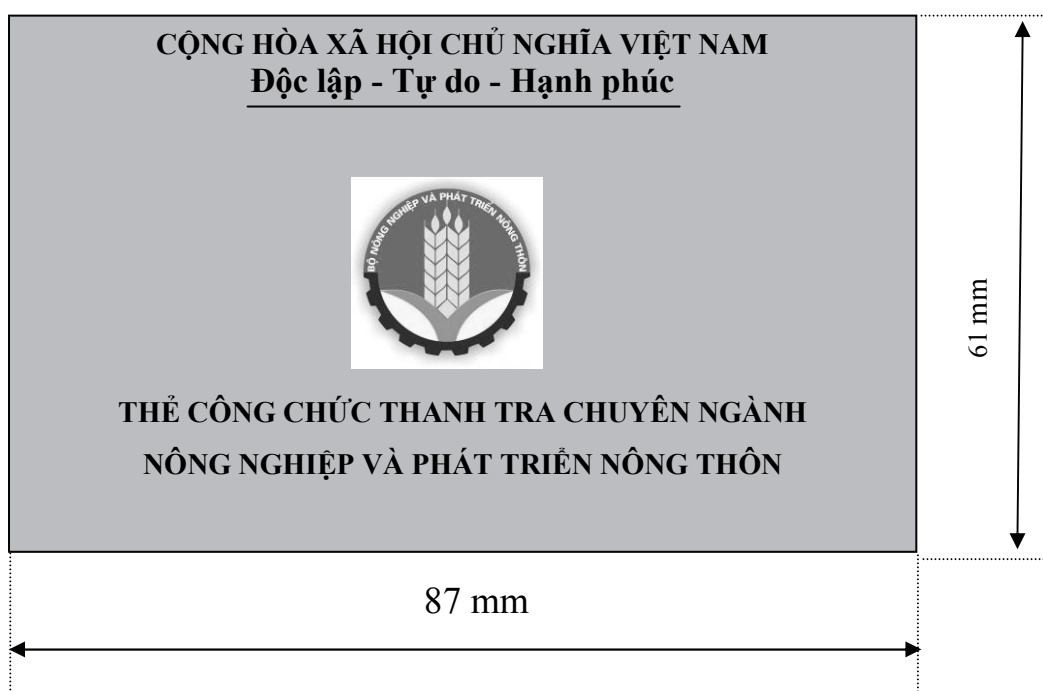 CỘNG HÒA XÃ HỘI CHỦ NGHĨA VIỆT NAM
Độc lập - Tự do - Hạnh phúc
BỘ NÔNG NGHIỆP VÀ PHÁT TRIỂN NÔNG THÔN
THẺ CÔNG CHỨC THANH TRA CHUYÊN NGÀNH
NÔNG NGHIỆP VÀ PHÁT TRIỂN NÔNG THÔN
61 mm
87 mm